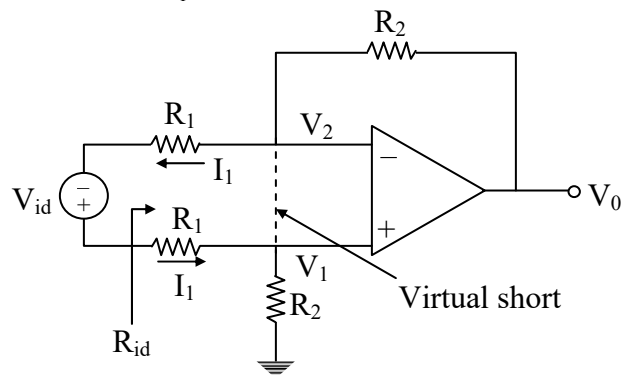 R₂
R₁
V₂
−
I₁
Vid
−
+
V₀
R₁
+
I₁
V₁
R₂
Virtual short
Rid